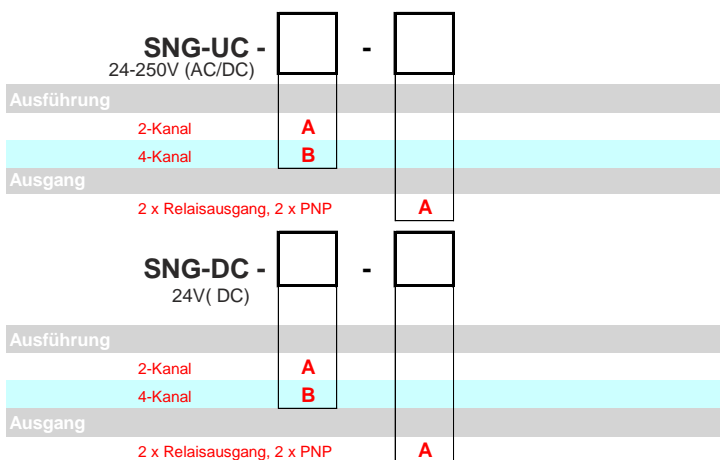 SNG-UC - -
24-250V (AC/DC)
Ausführung
2-Kanal A
4-Kanal B
Ausgang
2 x Relaisausgang, 2 x PNP A
SNG-DC - -
24V( DC)
Ausführung
2-Kanal A
4-Kanal B
Ausgang
2 x Relaisausgang, 2 x PNP A